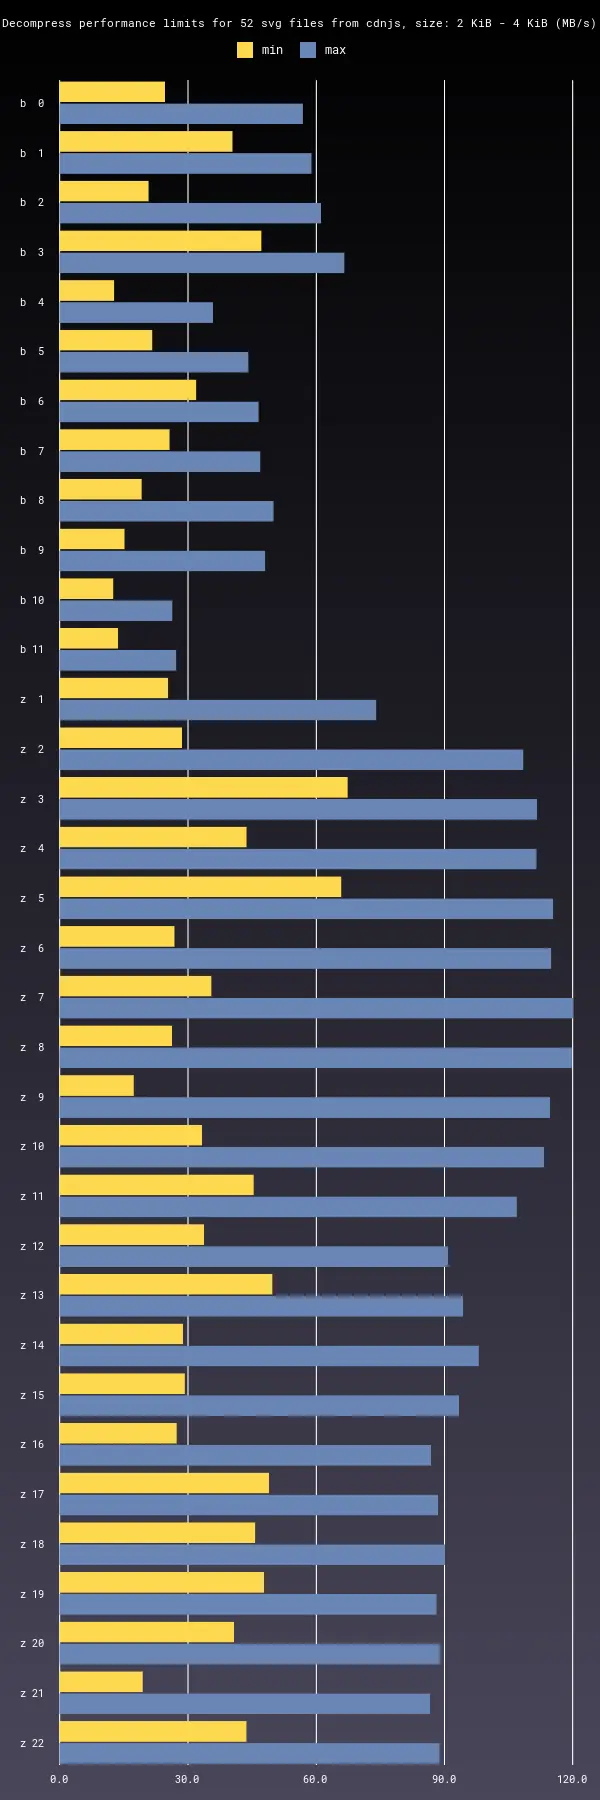 Decompress performance limits for 52 svg files from cdnjs, size: 2 KiB - 4 KiB (MB/s)
min max
b 0
b 1
b 2
b 3
b 4
b 5
b 6
b 7
b 8
b 9
b 10
b 11
z 1
z 2
z 3
z 4
z 5
z 6
z 7
z 8
z 9
z 10
z 11
z 12
z 13
z 14
z 15
z 16
z 17
z 18
z 19
z 20
z 21
z 22
0.0 30.0 60.0 90.0 120.0